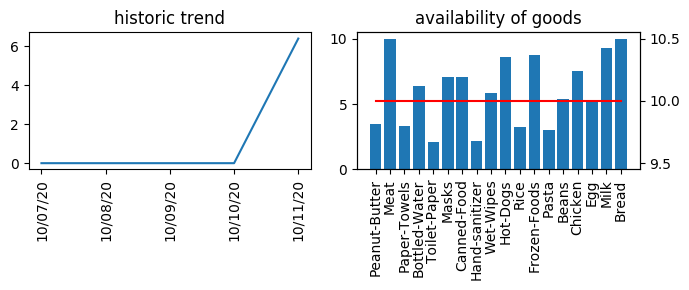 historic trend
6
4
2
0
10/07/20
10/08/20
10/09/20
10/10/20
10/11/20
availability of goods
10
5
0
10.5
10.0
9.5
Peanut-Butter
Meat
Paper-Towels
Bottled-Water
Toilet-Paper
Masks
Canned-Food
Hand-sanitizer
Wet-Wipes
Hot-Dogs
Rice
Frozen-Foods
Pasta
Beans
Chicken
Egg
Milk
Bread